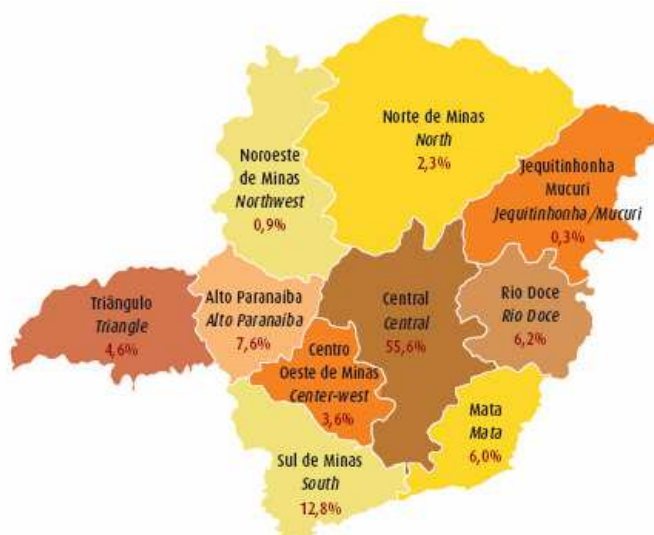 Norte de Minas
North
2,3%
Noroeste
de Minas
Northwest
0,9%
Jequitinhonha
Mucuri
Jequitinhonha/Mucuri
0,3%
Triângulo
Triangle
4,6%
Alto Paranaiba
Alto Paranaiba
7,6%
Central
Central
55,6%
Rio Doce
Rio Doce
6,2%
Centro
Oeste de Minas
Center-west
3,6%
Mata
Mata
6,0%
Sul de Minas
South
12,8%